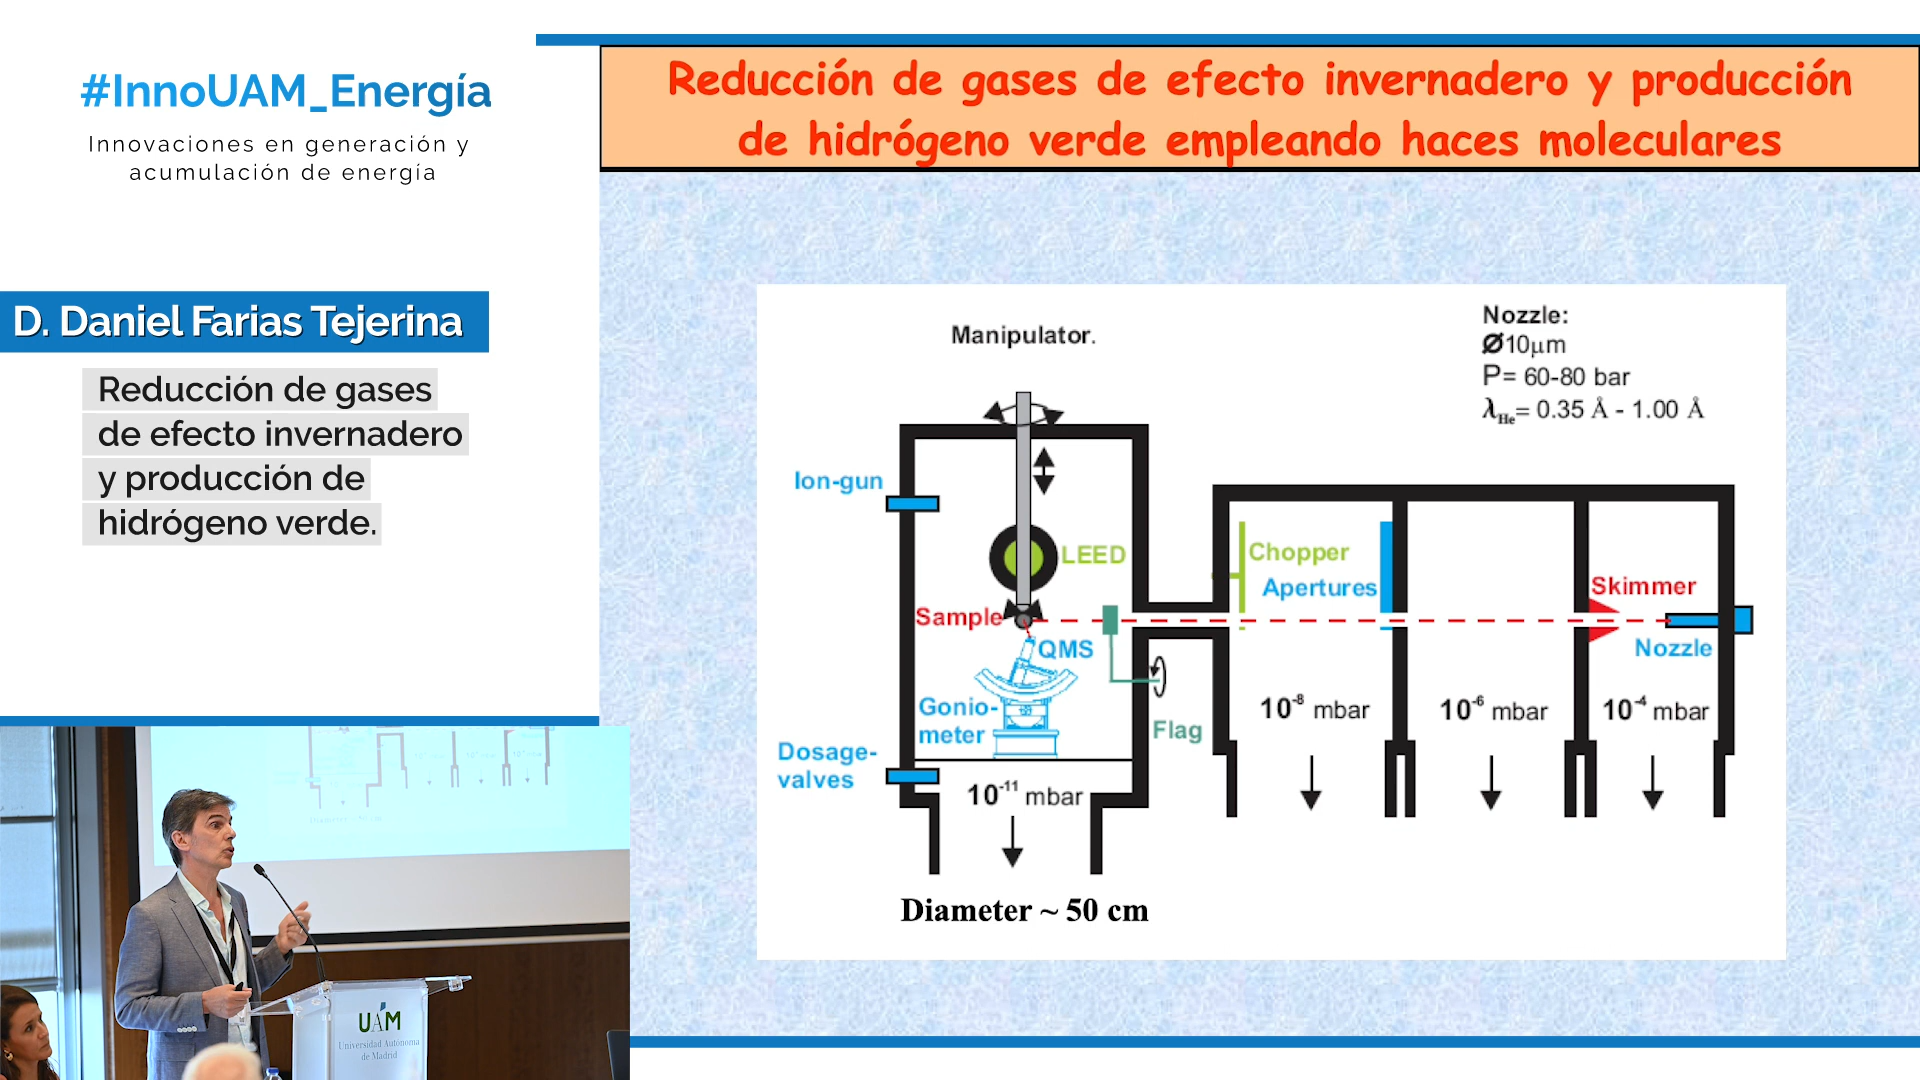 #InnoUAM_Energía
Innovaciones en generación y
acumulación de energía
D. Daniel Farias Tejerina
Reducción de gases
de efecto invernadero
y producción de
hidrógeno verde.
Reducción de gases de efecto invernadero y producción
de hidrógeno verde empleando haces moleculares
Manipulator.
Nozzle:
Ø10μm
P= 60-80 bar
λHe= 0.35 Å - 1.00 Å
Ion-gun
LEED
Chopper
Apertures
Skimmer
Sample
QMS
Nozzle
Gonio-
meter
Flag
10⁻⁸ mbar
10⁻⁶ mbar
10⁻⁴ mbar
Dosage-
valves
10⁻¹¹ mbar
Diameter ~ 50 cm
UAM
Universidad Autónoma
de Madrid